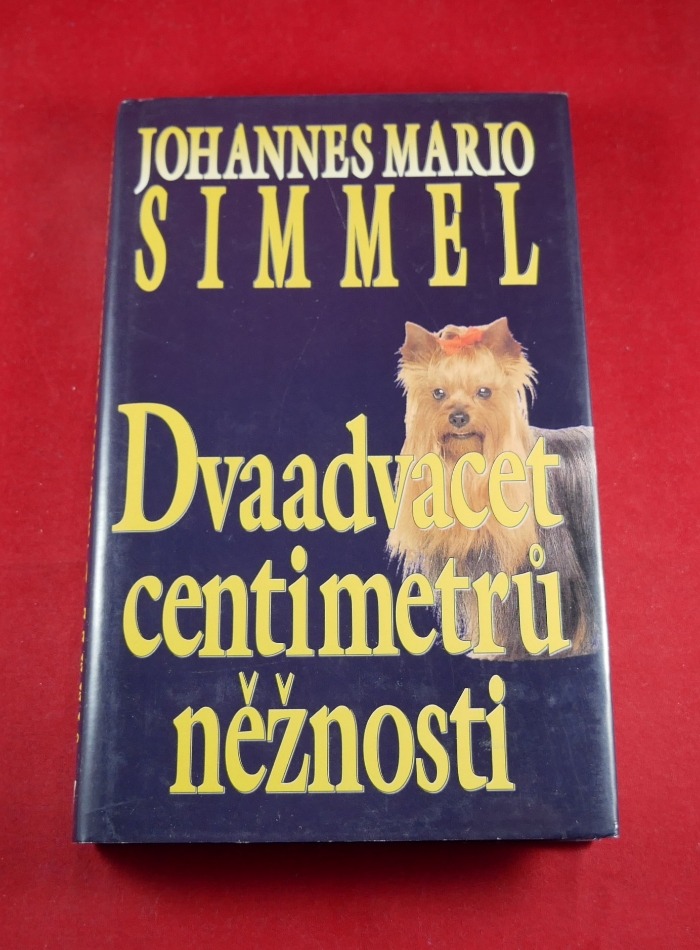 JOHANNES MARIO
SIMMEL
Dvaadvacet
centimetrů
něžnosti